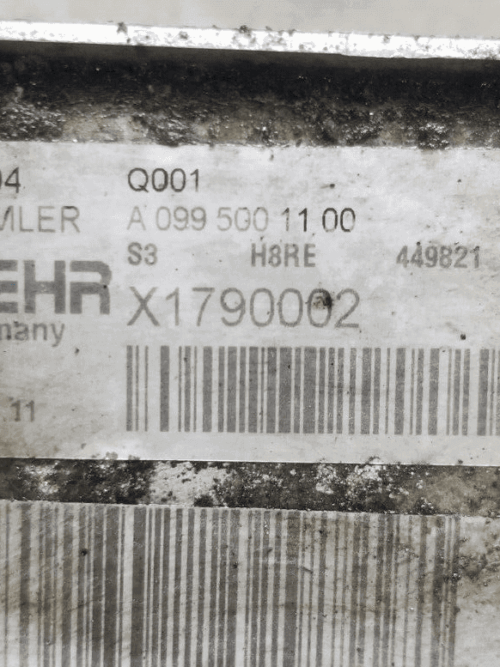 04 Q001
MLER A 099 500 11 00
S3 H8RE 449821
EHR X1790002
many
11